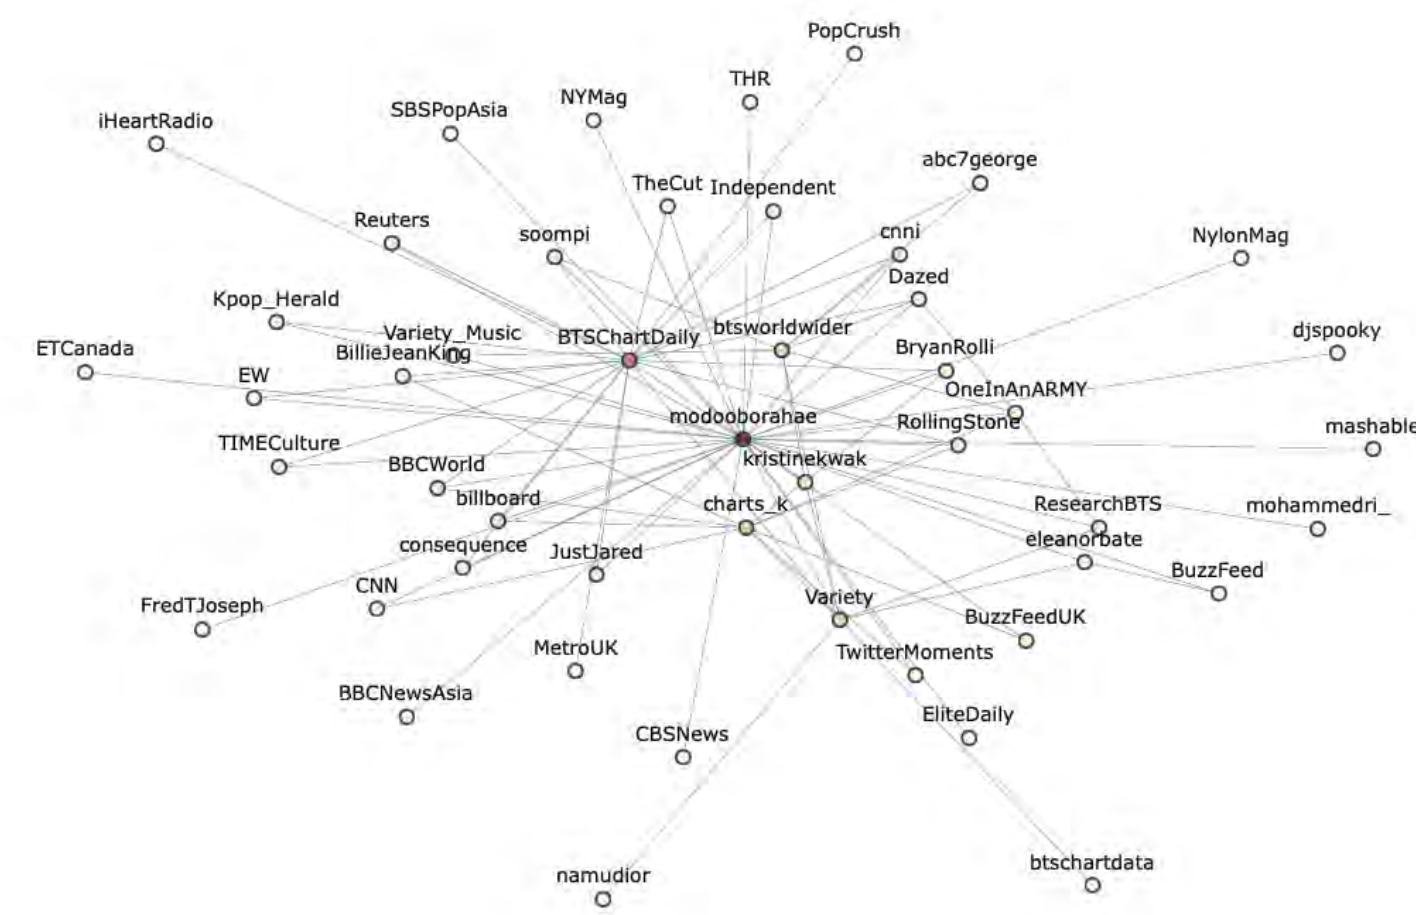 PopCrush
THR
NYMag
SBSPopAsia
iHeartRadio
abc7george
TheCut
Independent
Reuters
soompi
cnni
NylonMag
Dazed
Kpop_Herald
Variety_Music
BTSChartDaily
btsworldwider
djspooky
ETCanada
BillieJeanKing
BryanRolli
EW
OneInAnARMY
modooborahae
RollingStone
mashable
TIMECulture
BBCWorld
kristinekwak
billboard
charts_k
ResearchBTS
mohammedri_
consequence
JustJared
eleanorbate
BuzzFeed
CNN
FredTJoseph
Variety
BuzzFeedUK
MetroUK
TwitterMoments
BBCNewsAsia
EliteDaily
CBSNews
btschartdata
namudior